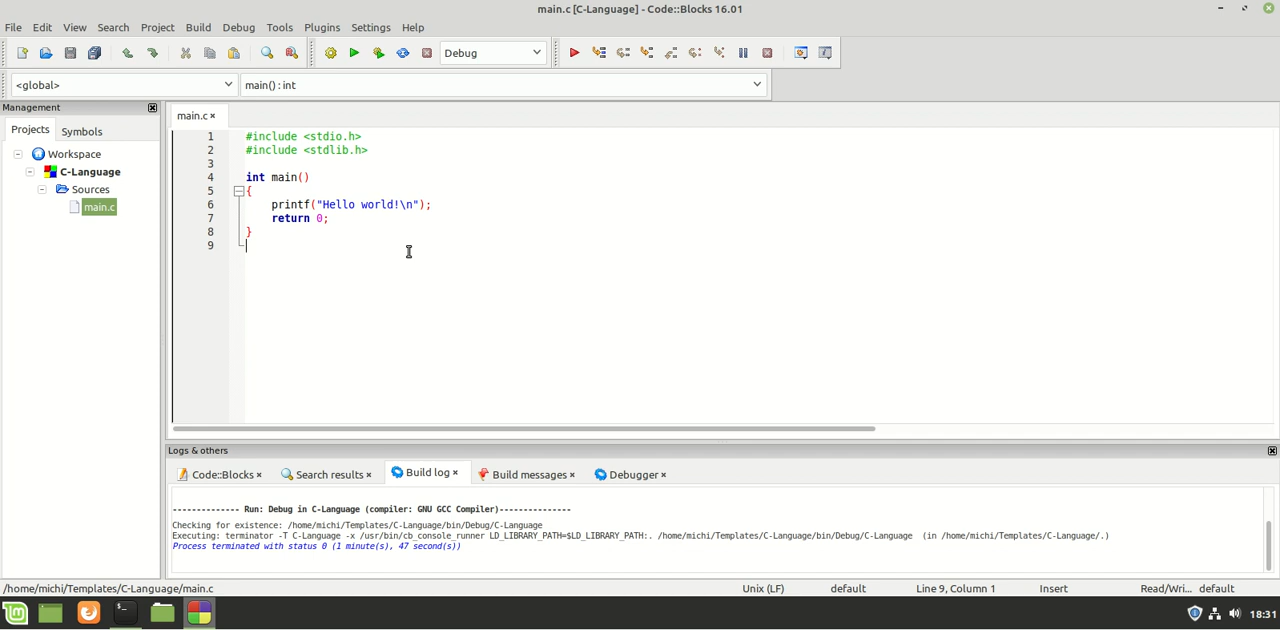 main.c [C-Language] - Code::Blocks 16.01
File Edit View Search Project Build Debug Tools Plugins Settings Help
Debug
<global> main() : int
Management
Projects Symbols
Workspace
C-Language
Sources
main.c
main.c ×
1 #include <stdio.h>
2 #include <stdlib.h>
3
4 int main()
5 {
6 printf("Hello world!\n");
7 return 0;
8 }
9
Logs & others
Code::Blocks × Search results × Build log × Build messages × Debugger ×
-------------- Run: Debug in C-Language (compiler: GNU GCC Compiler)---------------
Checking for existence: /home/michi/Templates/C-Language/bin/Debug/C-Language
Executing: terminator -T C-Language -x /usr/bin/cb_console_runner LD_LIBRARY_PATH=$LD_LIBRARY_PATH:. /home/michi/Templates/C-Language/bin/Debug/C-Language (in /home/michi/Templates/C-Language/.)
Process terminated with status 0 (1 minute(s), 47 second(s))
/home/michi/Templates/C-Language/main.c Unix (LF) default Line 9, Column 1 Insert Read/Wri... default
18:31